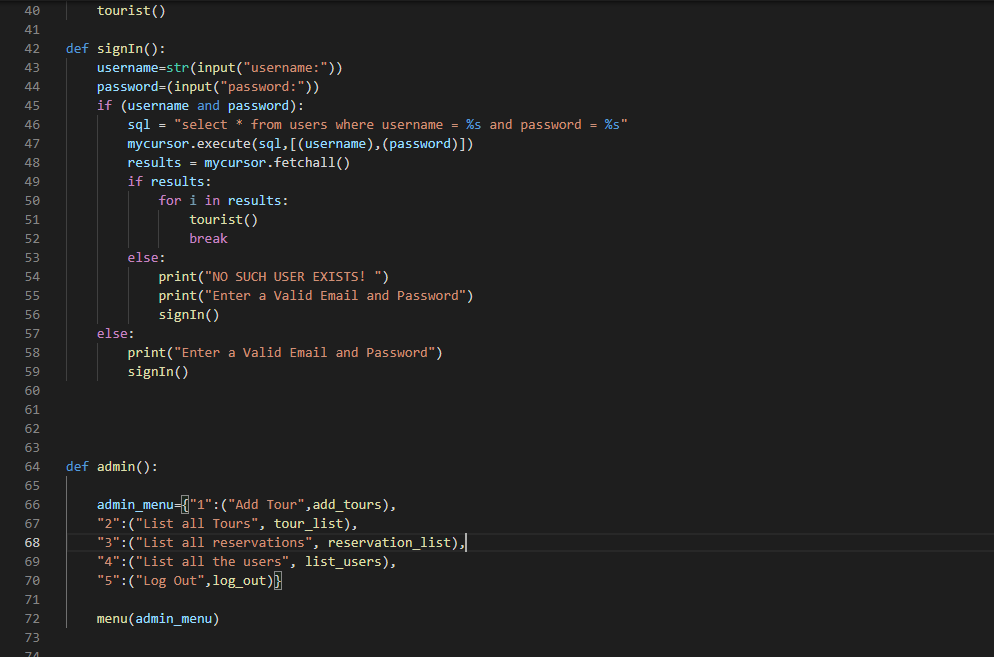 40 tourist()
41
42 def signIn():
43 username=str(input("username:"))
44 password=(input("password:"))
45 if (username and password):
46 sql = "select * from users where username = %s and password = %s"
47 mycursor.execute(sql,[(username),(password)])
48 results = mycursor.fetchall()
49 if results:
50 for i in results:
51 tourist()
52 break
53 else:
54 print("NO SUCH USER EXISTS! ")
55 print("Enter a Valid Email and Password")
56 signIn()
57 else:
58 print("Enter a Valid Email and Password")
59 signIn()
60
61
62
63
64 def admin():
65
66 admin_menu={"1":("Add Tour",add_tours),
67 "2":("List all Tours", tour_list),
68 "3":("List all reservations", reservation_list),
69 "4":("List all the users", list_users),
70 "5":("Log Out",log_out)}
71
72 menu(admin_menu)
73
74